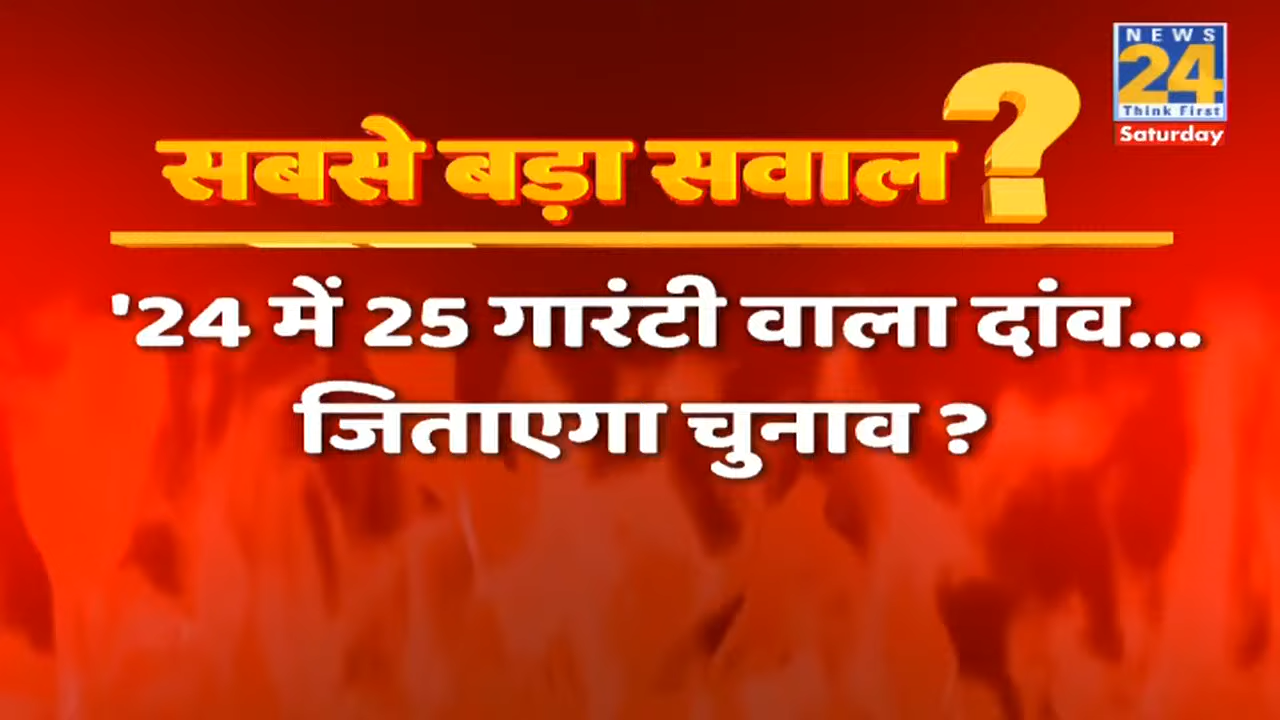 NEWS
24
Think First
Saturday
सबसे बड़ा सवाल ?
'24 में 25 गारंटी वाला दांव...
जिताएगा चुनाव ?